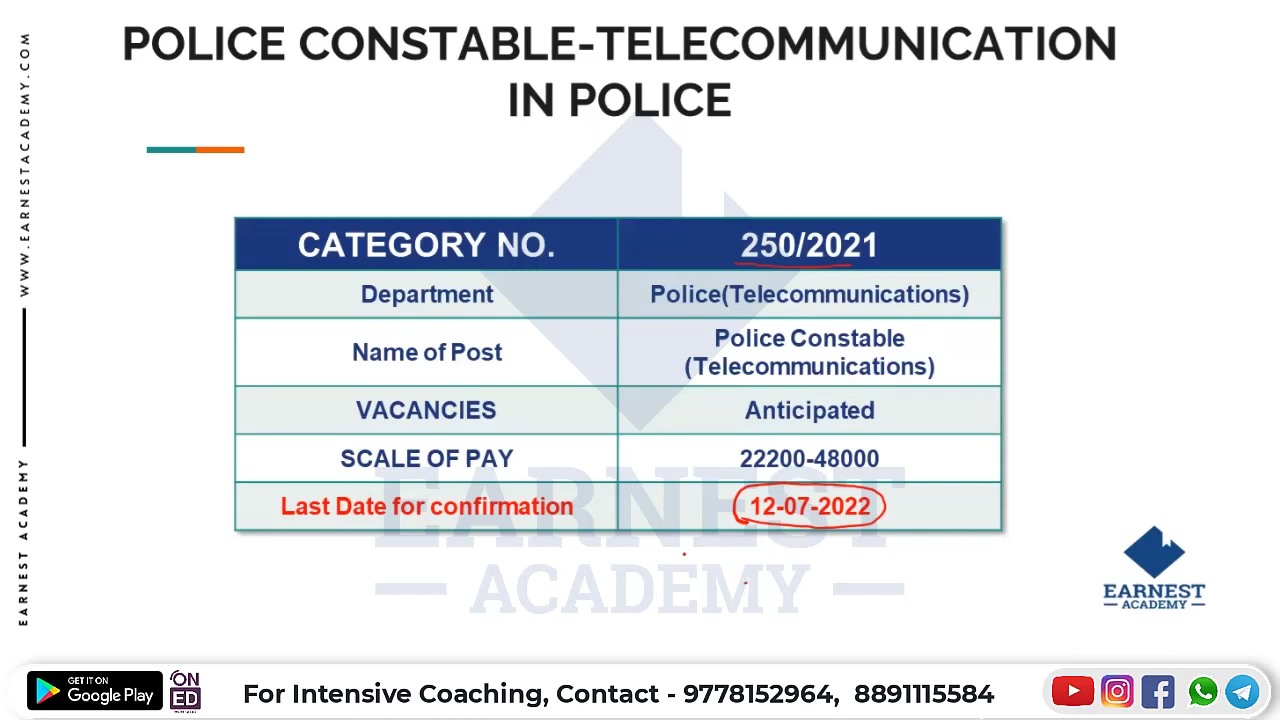 POLICE CONSTABLE-TELECOMMUNICATION
IN POLICE
WWW.EARNESTACADEMY.COM
EARNEST ACADEMY
CATEGORY NO. 250/2021
Department Police(Telecommunications)
Name of Post Police Constable
(Telecommunications)
VACANCIES Anticipated
SCALE OF PAY 22200-48000
Last Date for confirmation 12-07-2022
EARNEST
ACADEMY
EARNEST
ACADEMY
GET IT ON
Google Play
ON
ED
For Intensive Coaching, Contact - 9778152964, 8891115584